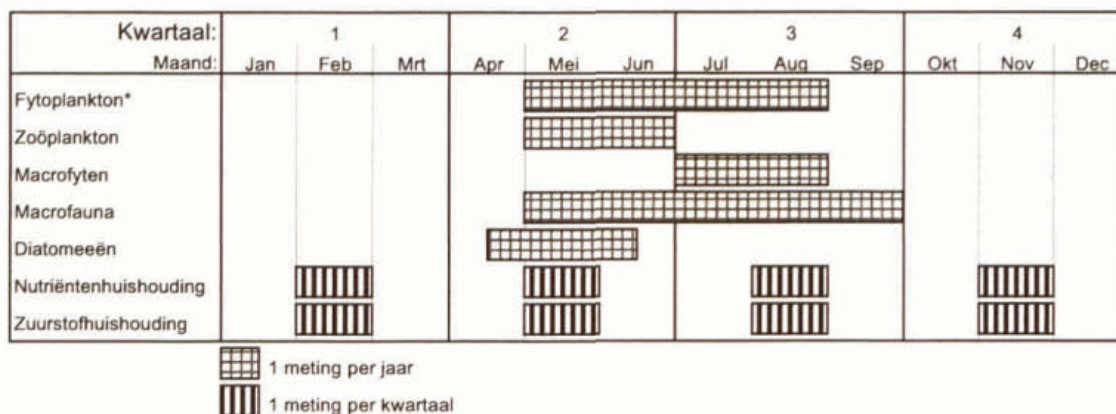 Kwartaal: 1 2 3 4
Maand: Jan Feb Mrt Apr Mei Jun Jul Aug Sep Okt Nov Dec
Fytoplankton*
Zoöplankton
Macrofyten
Macrofauna
Diatomeeën
Nutriëntenhuishouding
Zuurstofhuishouding
1 meting per jaar
1 meting per kwartaal